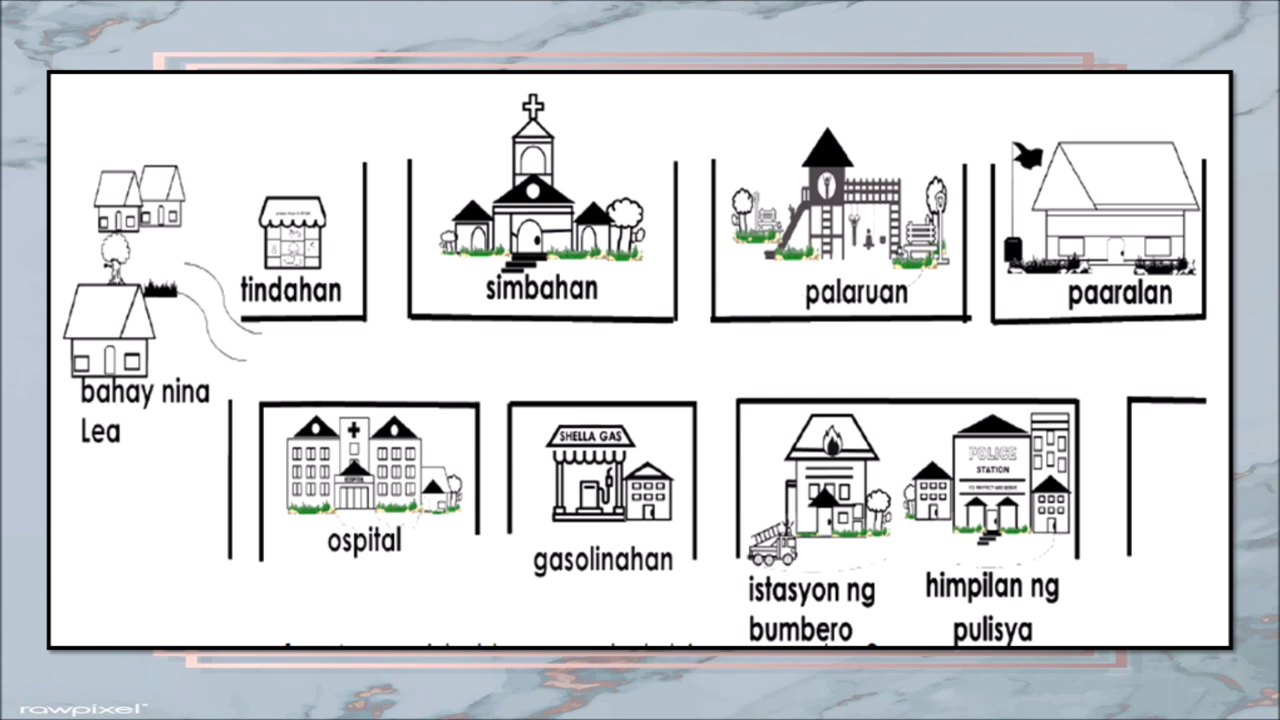 tindahan
simbahan
palaruan
paaralan
bahay nina
Lea
SHELLA GAS
POLICE
STATION
HOSPITAL
ospital
gasolinahan
istasyon ng
bumbero
himpilan ng
pulisya
rawpixel